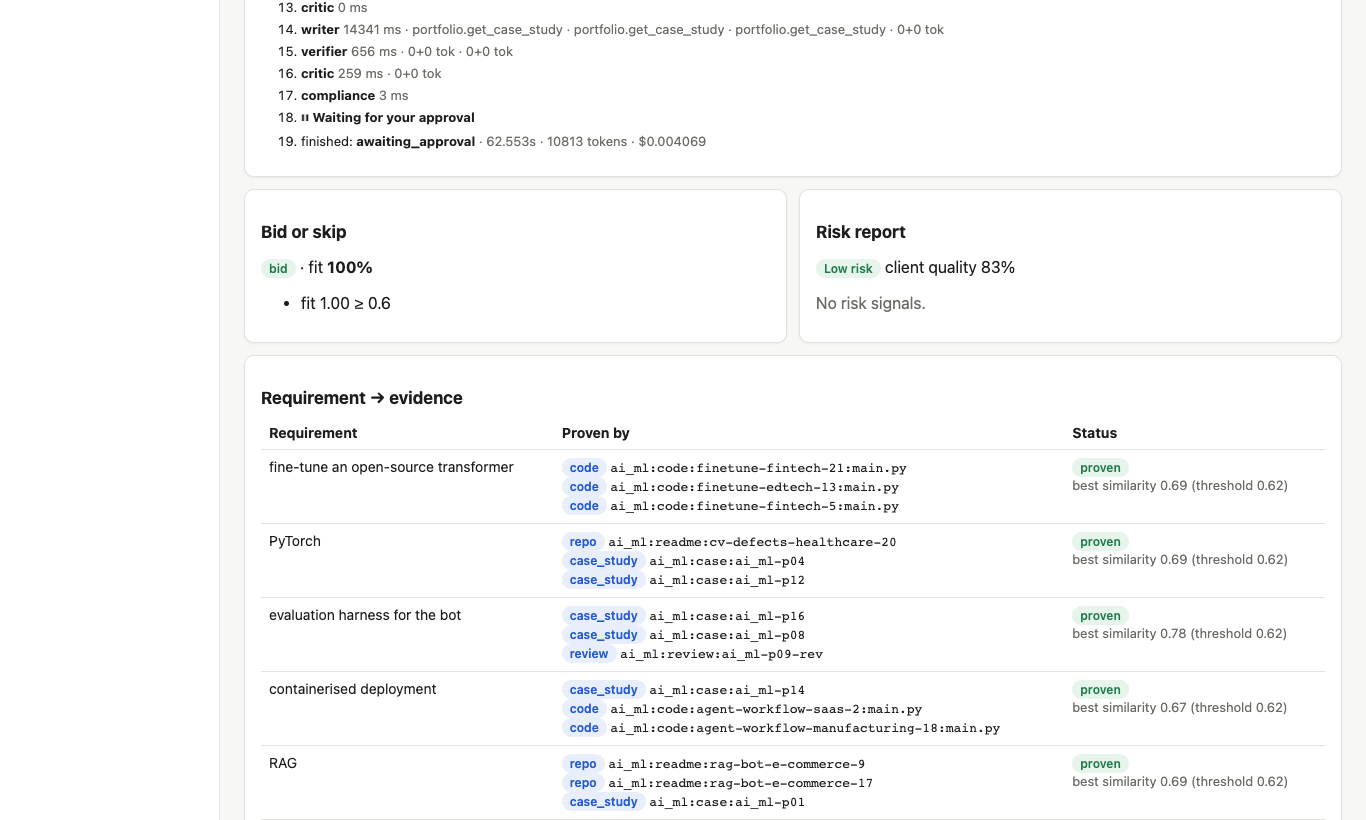 13. critic 0 ms
14. writer 14341 ms · portfolio.get_case_study · portfolio.get_case_study · portfolio.get_case_study · 0+0 tok
15. verifier 656 ms · 0+0 tok · 0+0 tok
16. critic 259 ms · 0+0 tok
17. compliance 3 ms
18. ⏸ Waiting for your approval
19. finished: awaiting_approval · 62.553s · 10813 tokens · $0.004069
Bid or skip
bid · fit 100%
• fit 1.00 ≥ 0.6
Risk report
Low risk client quality 83%
No risk signals.
Requirement → evidence
Requirement Proven by Status
fine-tune an open-source transformer code ai_ml:code:finetune-fintech-21:main.py proven
code ai_ml:code:finetune-edtech-13:main.py best similarity 0.69 (threshold 0.62)
code ai_ml:code:finetune-fintech-5:main.py
PyTorch repo ai_ml:readme:cv-defects-healthcare-20 proven
case_study ai_ml:case:ai_ml-p04 best similarity 0.69 (threshold 0.62)
case_study ai_ml:case:ai_ml-p12
evaluation harness for the bot case_study ai_ml:case:ai_ml-p16 proven
case_study ai_ml:case:ai_ml-p08 best similarity 0.78 (threshold 0.62)
review ai_ml:review:ai_ml-p09-rev
containerised deployment case_study ai_ml:case:ai_ml-p14 proven
code ai_ml:code:agent-workflow-saas-2:main.py best similarity 0.67 (threshold 0.62)
code ai_ml:code:agent-workflow-manufacturing-18:main.py
RAG repo ai_ml:readme:rag-bot-e-commerce-9 proven
repo ai_ml:readme:rag-bot-e-commerce-17 best similarity 0.69 (threshold 0.62)
case_study ai_ml:case:ai_ml-p01